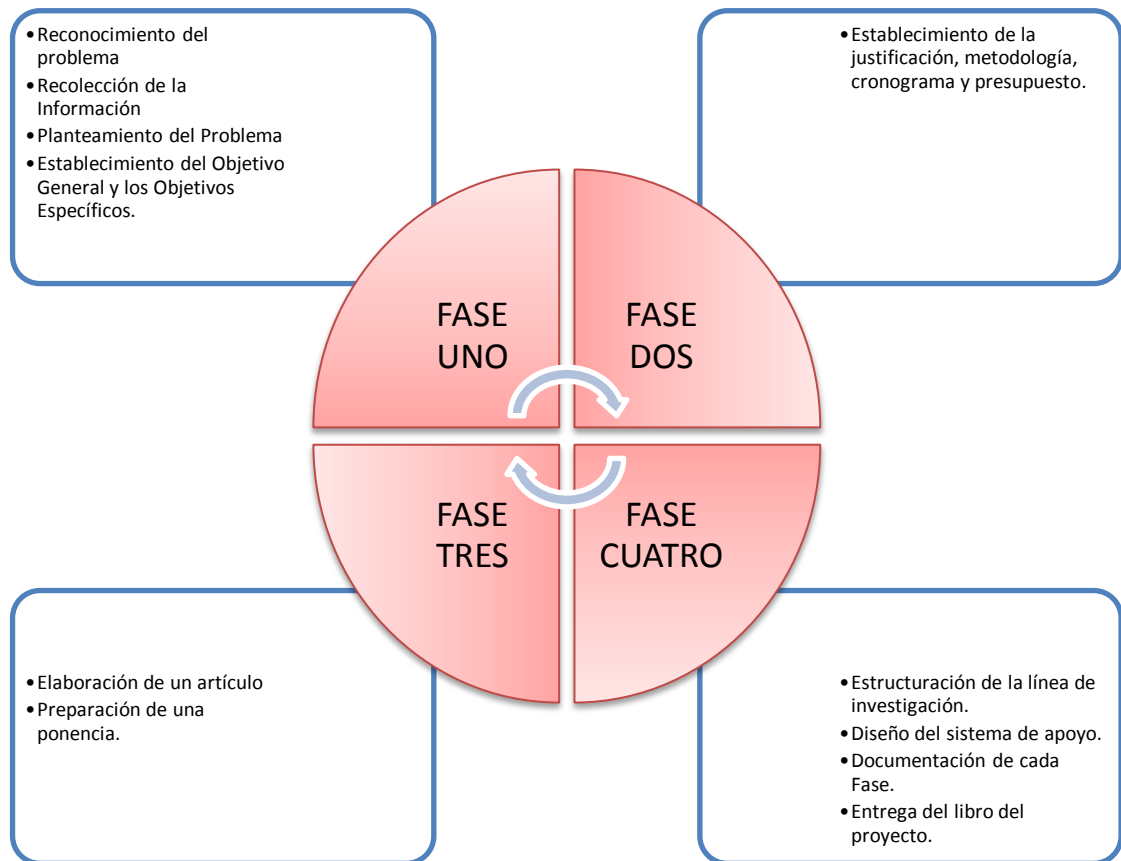 •Reconocimiento del
problema
•Recolección de la
Información
•Planteamiento del Problema
•Establecimiento del Objetivo
General y los Objetivos
Específicos.
•Establecimiento de la
justificación, metodología,
cronograma y presupuesto.
FASE
UNO
FASE
DOS
FASE
TRES
FASE
CUATRO
•Elaboración de un artículo
•Preparación de una
ponencia.
•Estructuración de la línea de
investigación.
•Diseño del sistema de apoyo.
•Documentación de cada
Fase.
•Entrega del libro del
proyecto.